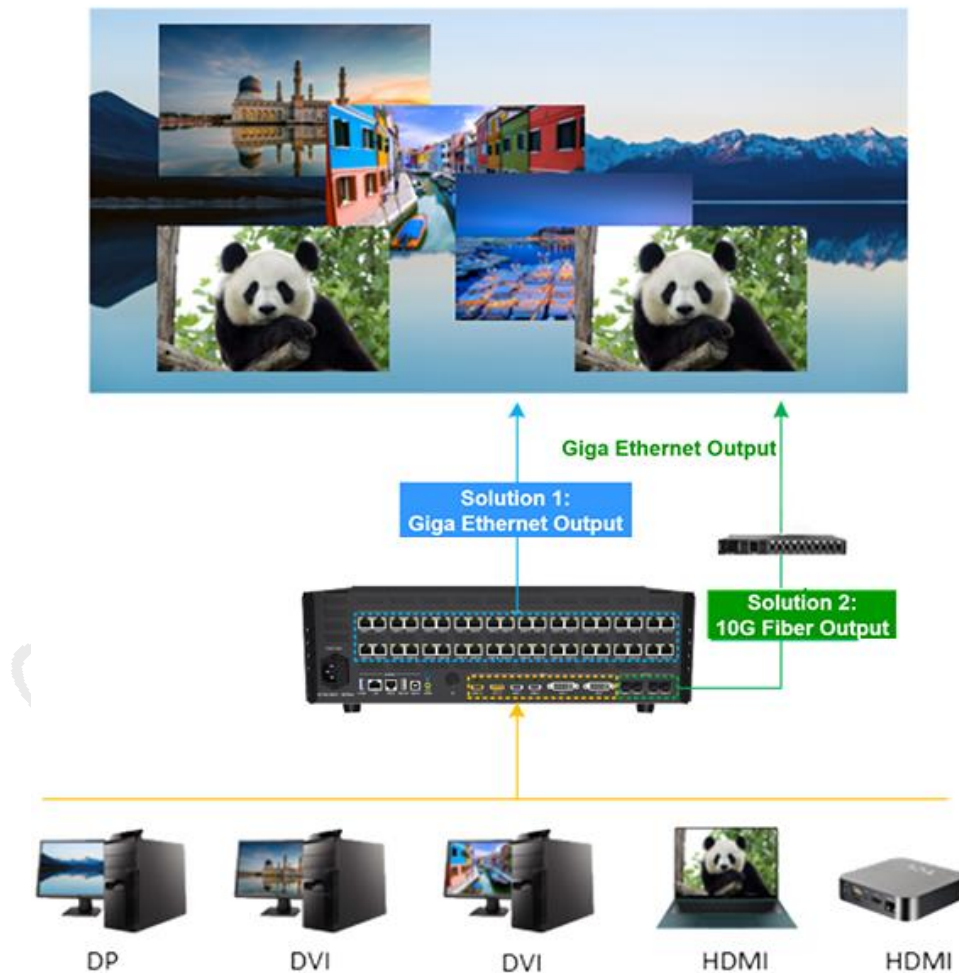 Giga Ethernet Output
Solution 1:
Giga Ethernet Output
Solution 2:
10G Fiber Output
DP
DVI
DVI
HDMI
HDMI